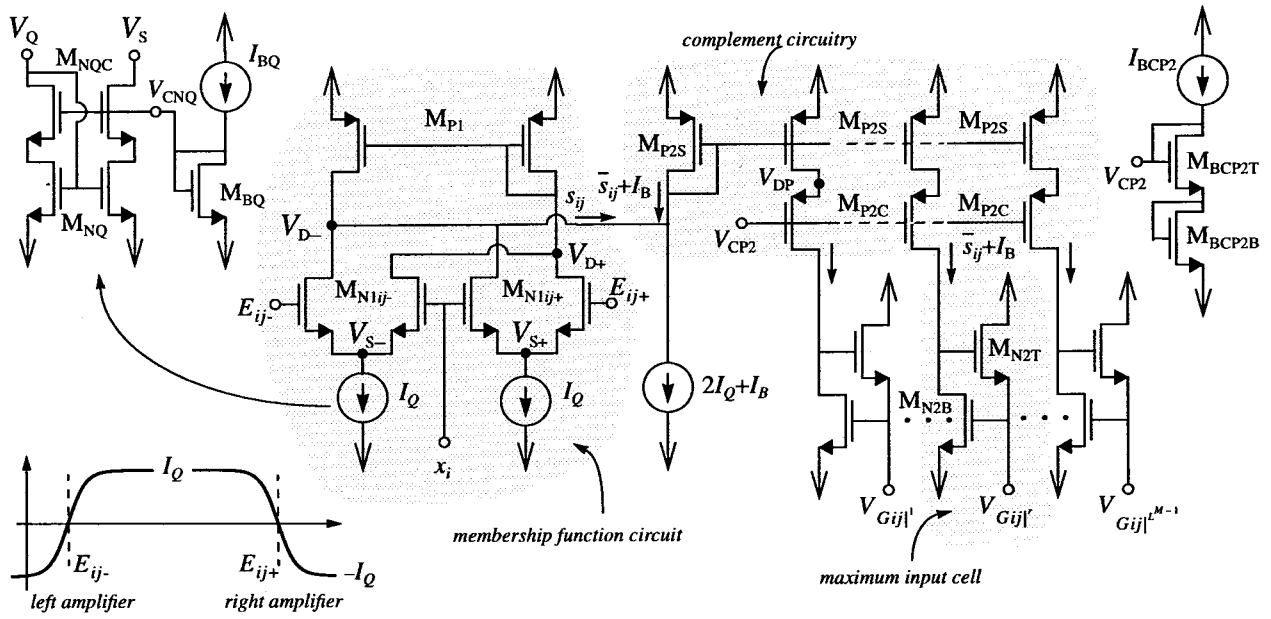 V_Q
V_S
M_NQC
V_CNQ
I_BQ
M_BQ
M_NQ
complement circuitry
M_P1
s_ij
s̄_ij+I_B
M_P2S
M_P2S
M_P2S
V_DP
M_P2C
M_P2C
V_CP2
s̄_ij+I_B
I_BCP2
V_CP2
M_BCP2T
M_BCP2B
V_D−
V_D+
E_ij-
M_N1ij-
M_N1ij+
E_ij+
V_S−
V_S+
I_Q
I_Q
2I_Q+I_B
x_i
M_N2T
M_N2B
V_Gij|^1
V_Gij|^r
V_Gij|^L^M−1
membership function circuit
maximum input cell
I_Q
E_ij-
E_ij+
−I_Q
left amplifier
right amplifier